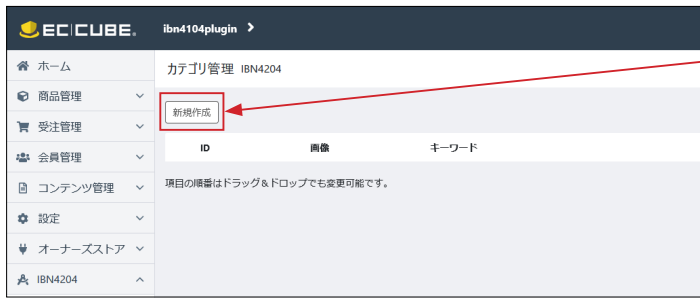 EC CUBE.
ibn4104plugin
ホーム
カテゴリ管理 IBN4204
商品管理
新規作成
受注管理
ID 画像 キーワード
会員管理
項目の順番はドラッグ＆ドロップでも変更可能です。
コンテンツ管理
設定
オーナーズストア
IBN4204